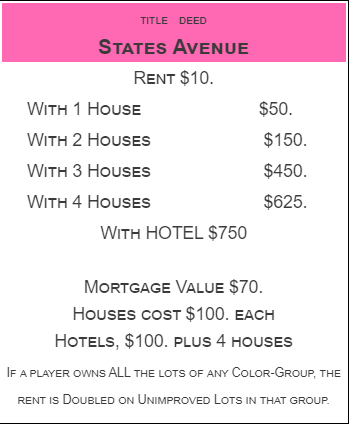 TITLE DEED
STATES AVENUE
RENT $10.
WITH 1 HOUSE $50.
WITH 2 HOUSES $150.
WITH 3 HOUSES $450.
WITH 4 HOUSES $625.
WITH HOTEL $750
MORTGAGE VALUE $70.
HOUSES COST $100. EACH
HOTELS, $100. PLUS 4 HOUSES
IF A PLAYER OWNS ALL THE LOTS OF ANY COLOR-GROUP, THE
RENT IS DOUBLED ON UNIMPROVED LOTS IN THAT GROUP.